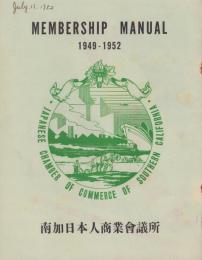 July. 11. 1952
MEMBERSHIP MANUAL
1949-1952
JAPANESE CHAMBER OF COMMERCE OF SOUTHERN CALIFORNIA
南加日本人商業會議所